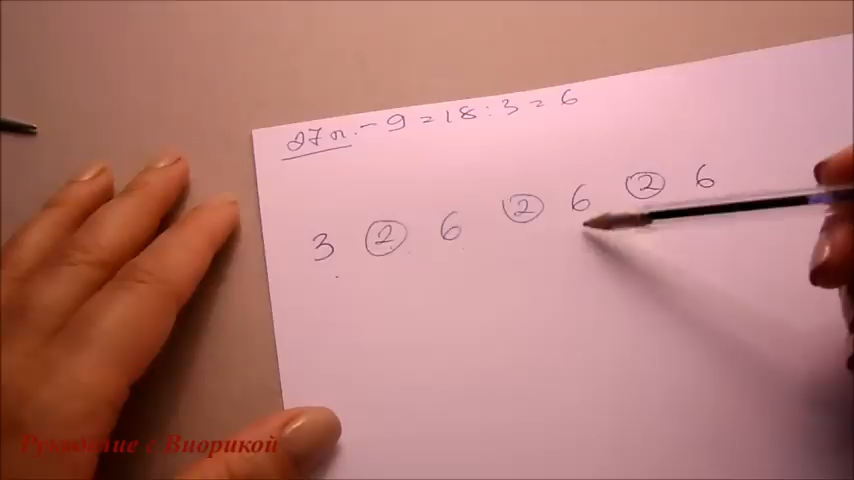 27п. - 9 = 18 : 3 = 6
3 2 6 2 6 2 6
Рукоделие с Виорикой